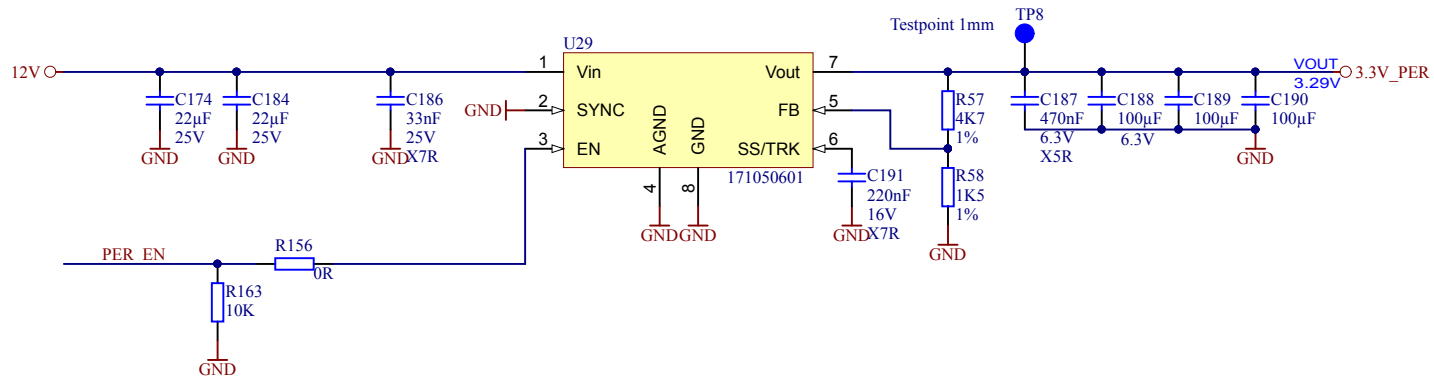 Testpoint 1mm
TP8
U29
12V
1
Vin
Vout
7
VOUT
3.29V
3.3V_PER
C174
22µF
25V
GND
C184
22µF
25V
GND
C186
33nF
25V
X7R
GND
GND
2
SYNC
FB
5
3
EN
SS/TRK
6
AGND
GND
4
8
171050601
GND
GND
C191
220nF
16V
X7R
GND
R57
4K7
1%
R58
1K5
1%
GND
C187
470nF
6.3V
X5R
C188
100µF
6.3V
C189
100µF
C190
100µF
GND
PER_EN
R156
0R
R163
10K
GND